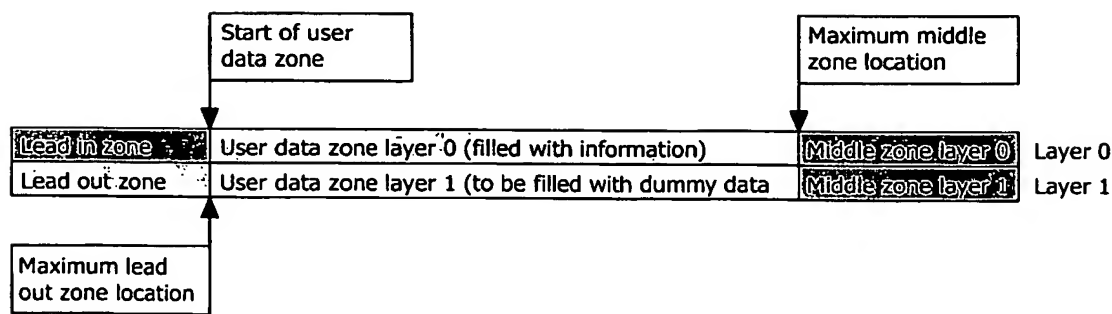 Start of user
data zone
Maximum middle
zone location
Lead in zone
User data zone layer 0 (filled with information)
Middle zone layer 0
Layer 0
Lead out zone
User data zone layer 1 (to be filled with dummy data
Middle zone layer 1
Layer 1
Maximum lead
out zone location